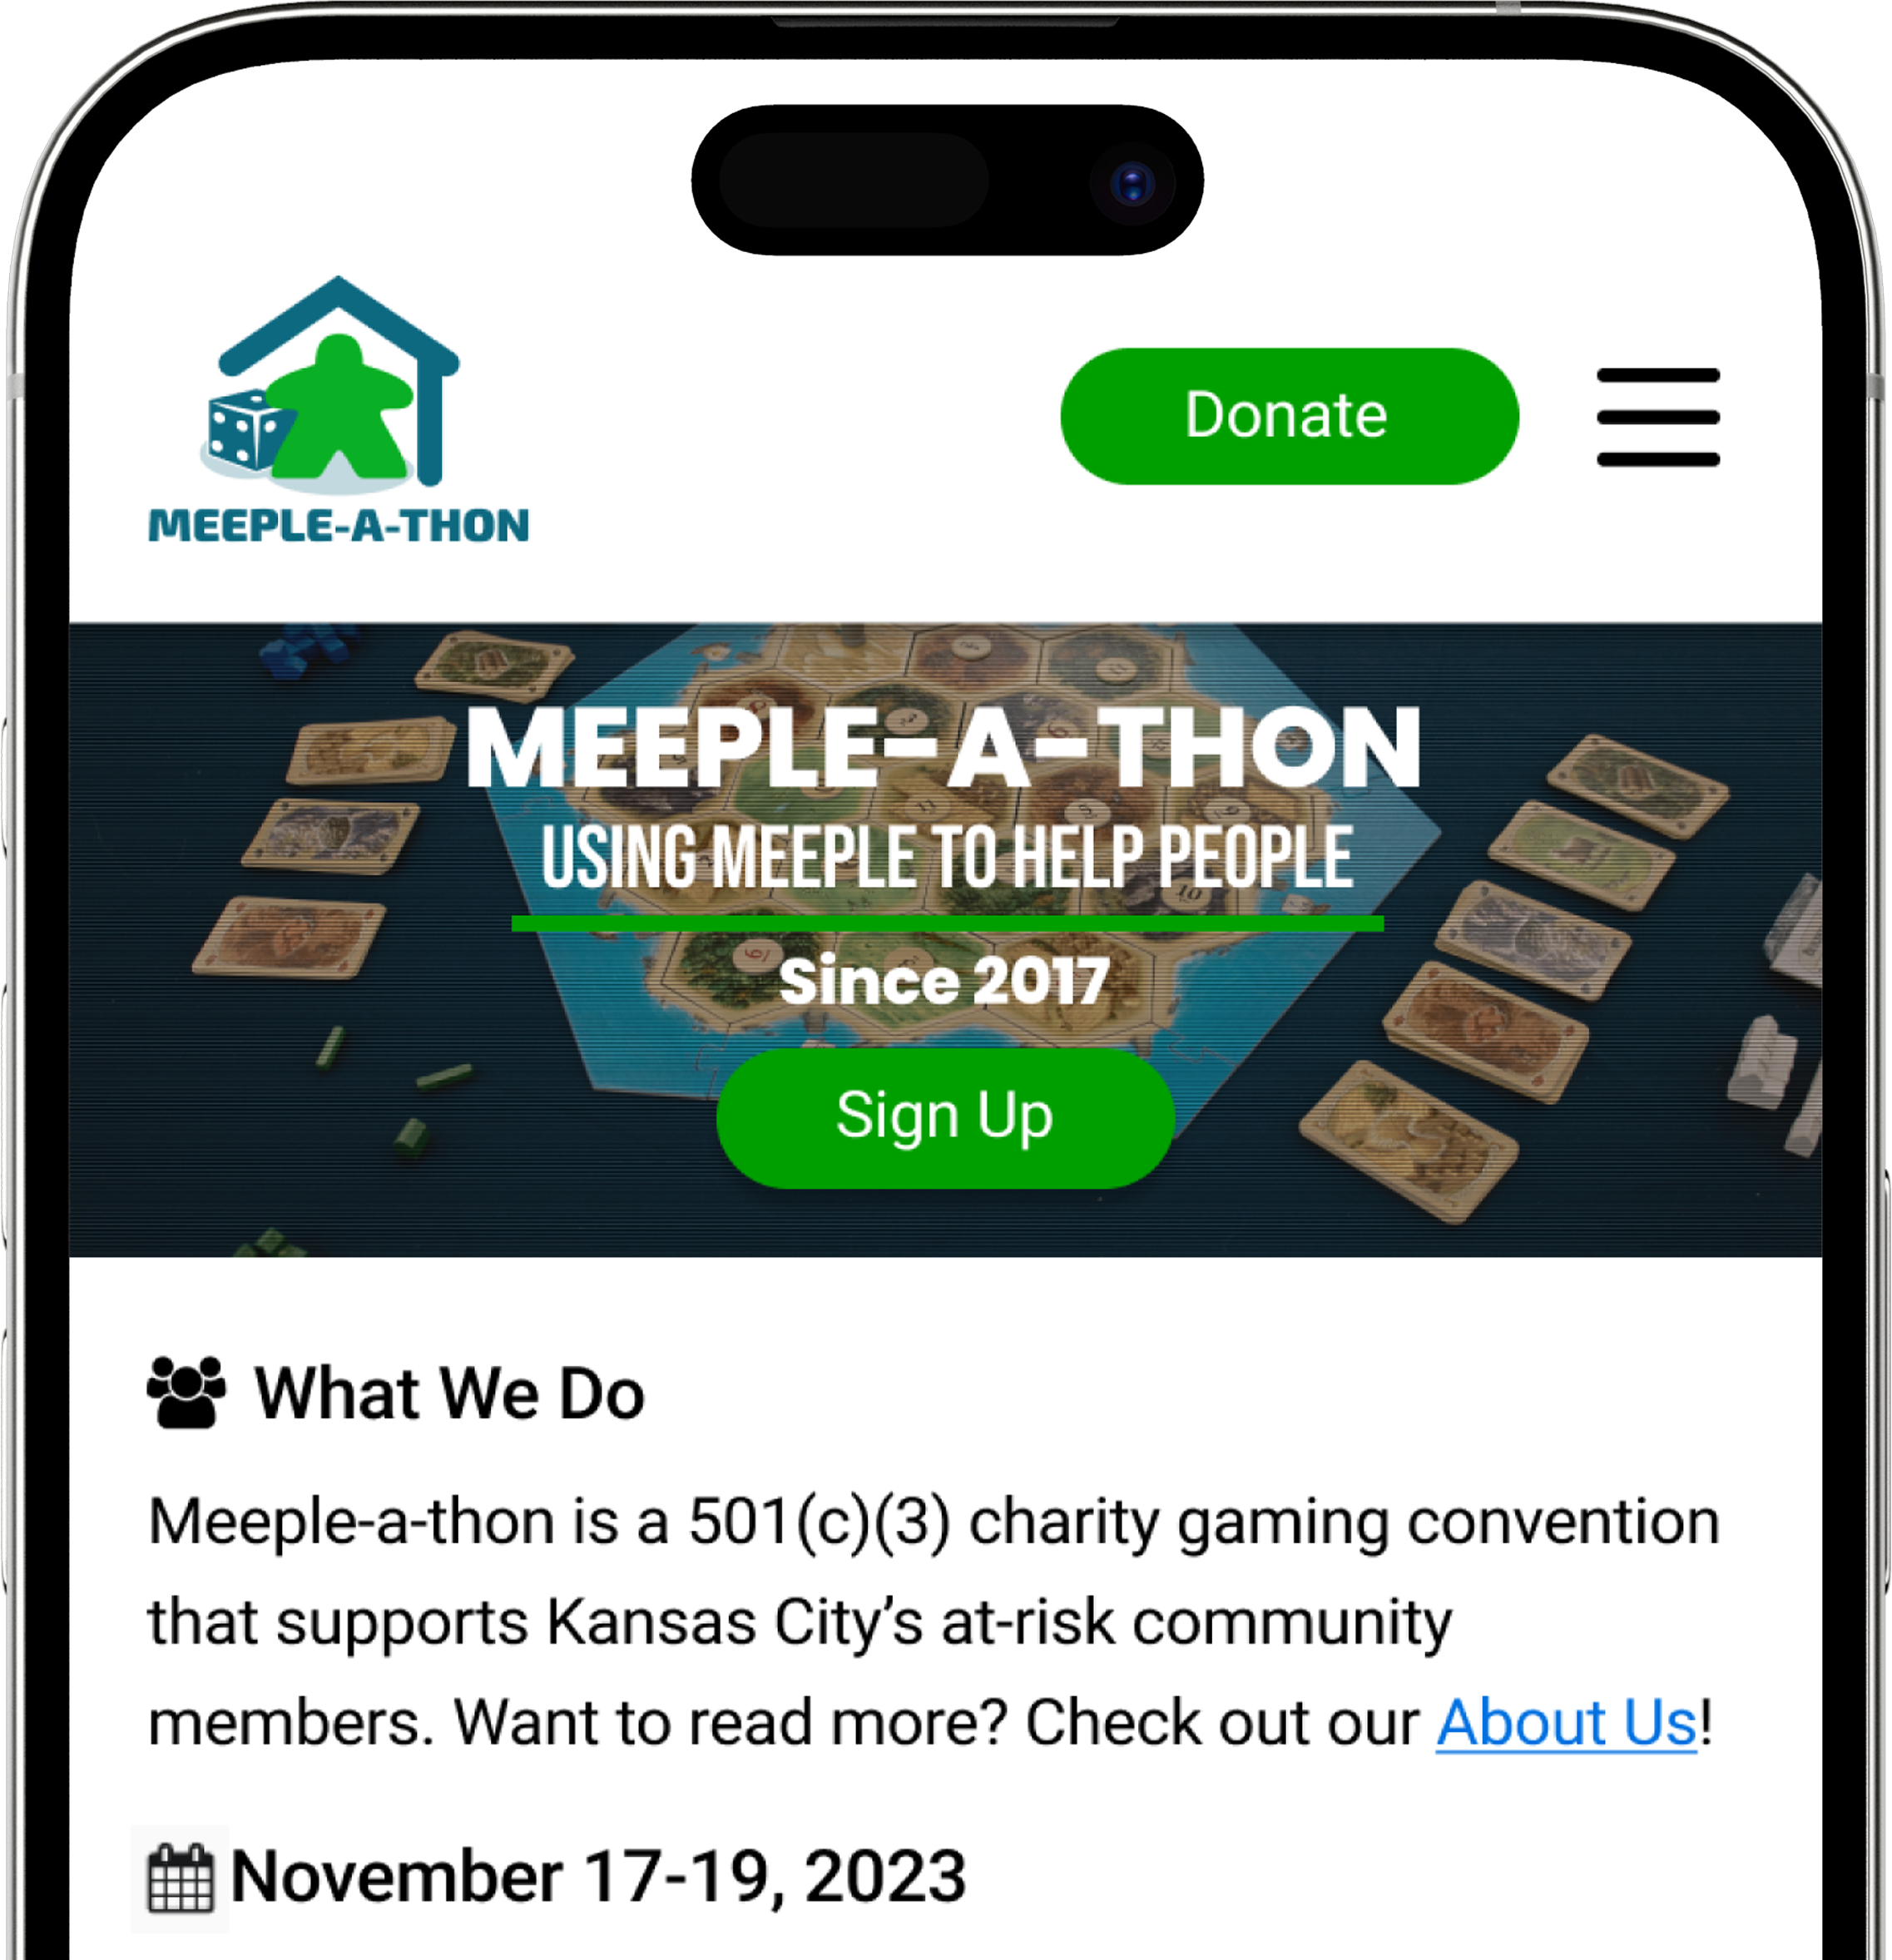 MEEPLE-A-THON
Donate
MEEPLE-A-THON
USING MEEPLE TO HELP PEOPLE
Since 2017
Sign Up
What We Do
Meeple-a-thon is a 501(c)(3) charity gaming convention
that supports Kansas City’s at-risk community
members. Want to read more? Check out our About Us!
November 17-19, 2023